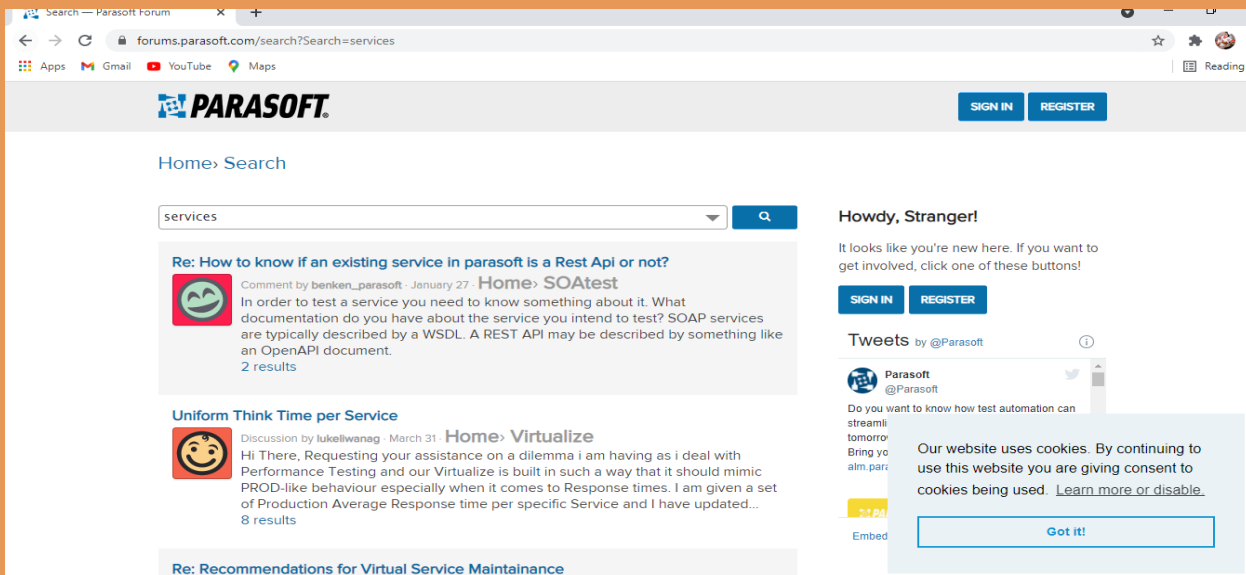 Search — Parasoft Forum
forums.parasoft.com/search?Search=services
Apps Gmail YouTube Maps Reading
PARASOFT®
SIGN IN REGISTER
Home› Search
services
Re: How to know if an existing service in parasoft is a Rest Api or not?
Comment by benken_parasoft · January 27 · Home› SOAtest
In order to test a service you need to know something about it. What
documentation do you have about the service you intend to test? SOAP services
are typically described by a WSDL. A REST API may be described by something like
an OpenAPI document.
2 results
Uniform Think Time per Service
Discussion by lukeliwanag · March 31 · Home› Virtualize
Hi There, Requesting your assistance on a dilemma i am having as i deal with
Performance Testing and our Virtualize is built in such a way that it should mimic
PROD-like behaviour especially when it comes to Response times. I am given a set
of Production Average Response time per specific Service and I have updated...
8 results
Re: Recommendations for Virtual Service Maintainance
Howdy, Stranger!
It looks like you're new here. If you want to
get involved, click one of these buttons!
SIGN IN REGISTER
Tweets by @Parasoft
Parasoft
@Parasoft
Do you want to know how test automation can
streamli
tomorrov
Bring yo
alm.para
Embed
Our website uses cookies. By continuing to
use this website you are giving consent to
cookies being used. Learn more or disable.
Got it!